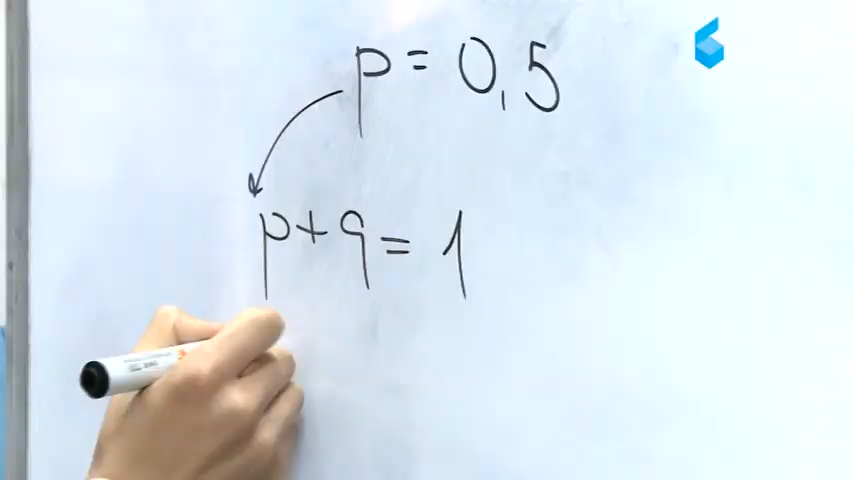 p = 0,5
p + q = 1